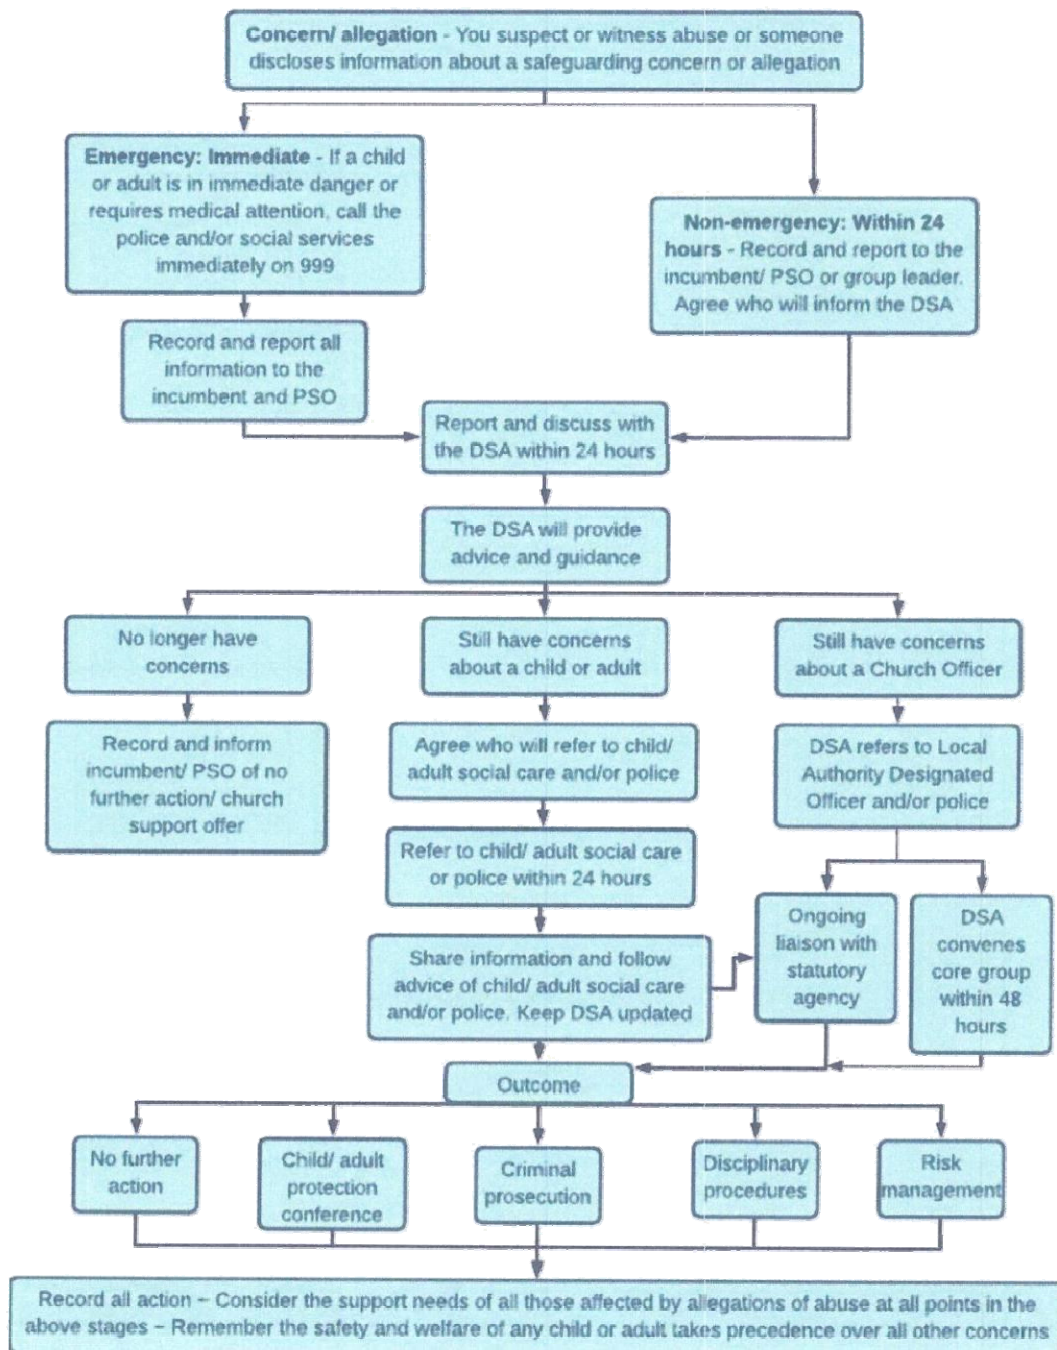 Concern/ allegation - You suspect or witness abuse or someone
discloses information about a safeguarding concern or allegation
Emergency: Immediate - If a child
or adult is in immediate danger or
requires medical attention, call the
police and/or social services
immediately on 999
Non-emergency: Within 24
hours - Record and report to the
incumbent/ PSO or group leader.
Agree who will inform the DSA
Record and report all
information to the
incumbent and PSO
Report and discuss with
the DSA within 24 hours
The DSA will provide
advice and guidance
No longer have
concerns
Still have concerns
about a child or adult
Still have concerns
about a Church Officer
Record and inform
incumbent/ PSO of no
further action/ church
support offer
Agree who will refer to child/
adult social care and/or police
DSA refers to Local
Authority Designated
Officer and/or police
Refer to child/ adult social care
or police within 24 hours
Share information and follow
advice of child/ adult social care
and/or police. Keep DSA updated
Ongoing
liaison with
statutory
agency
DSA
convenes
core group
within 48
hours
Outcome
No further
action
Child/ adult
protection
conference
Criminal
prosecution
Disciplinary
procedures
Risk
management
Record all action – Consider the support needs of all those affected by allegations of abuse at all points in the
above stages – Remember the safety and welfare of any child or adult takes precedence over all other concerns